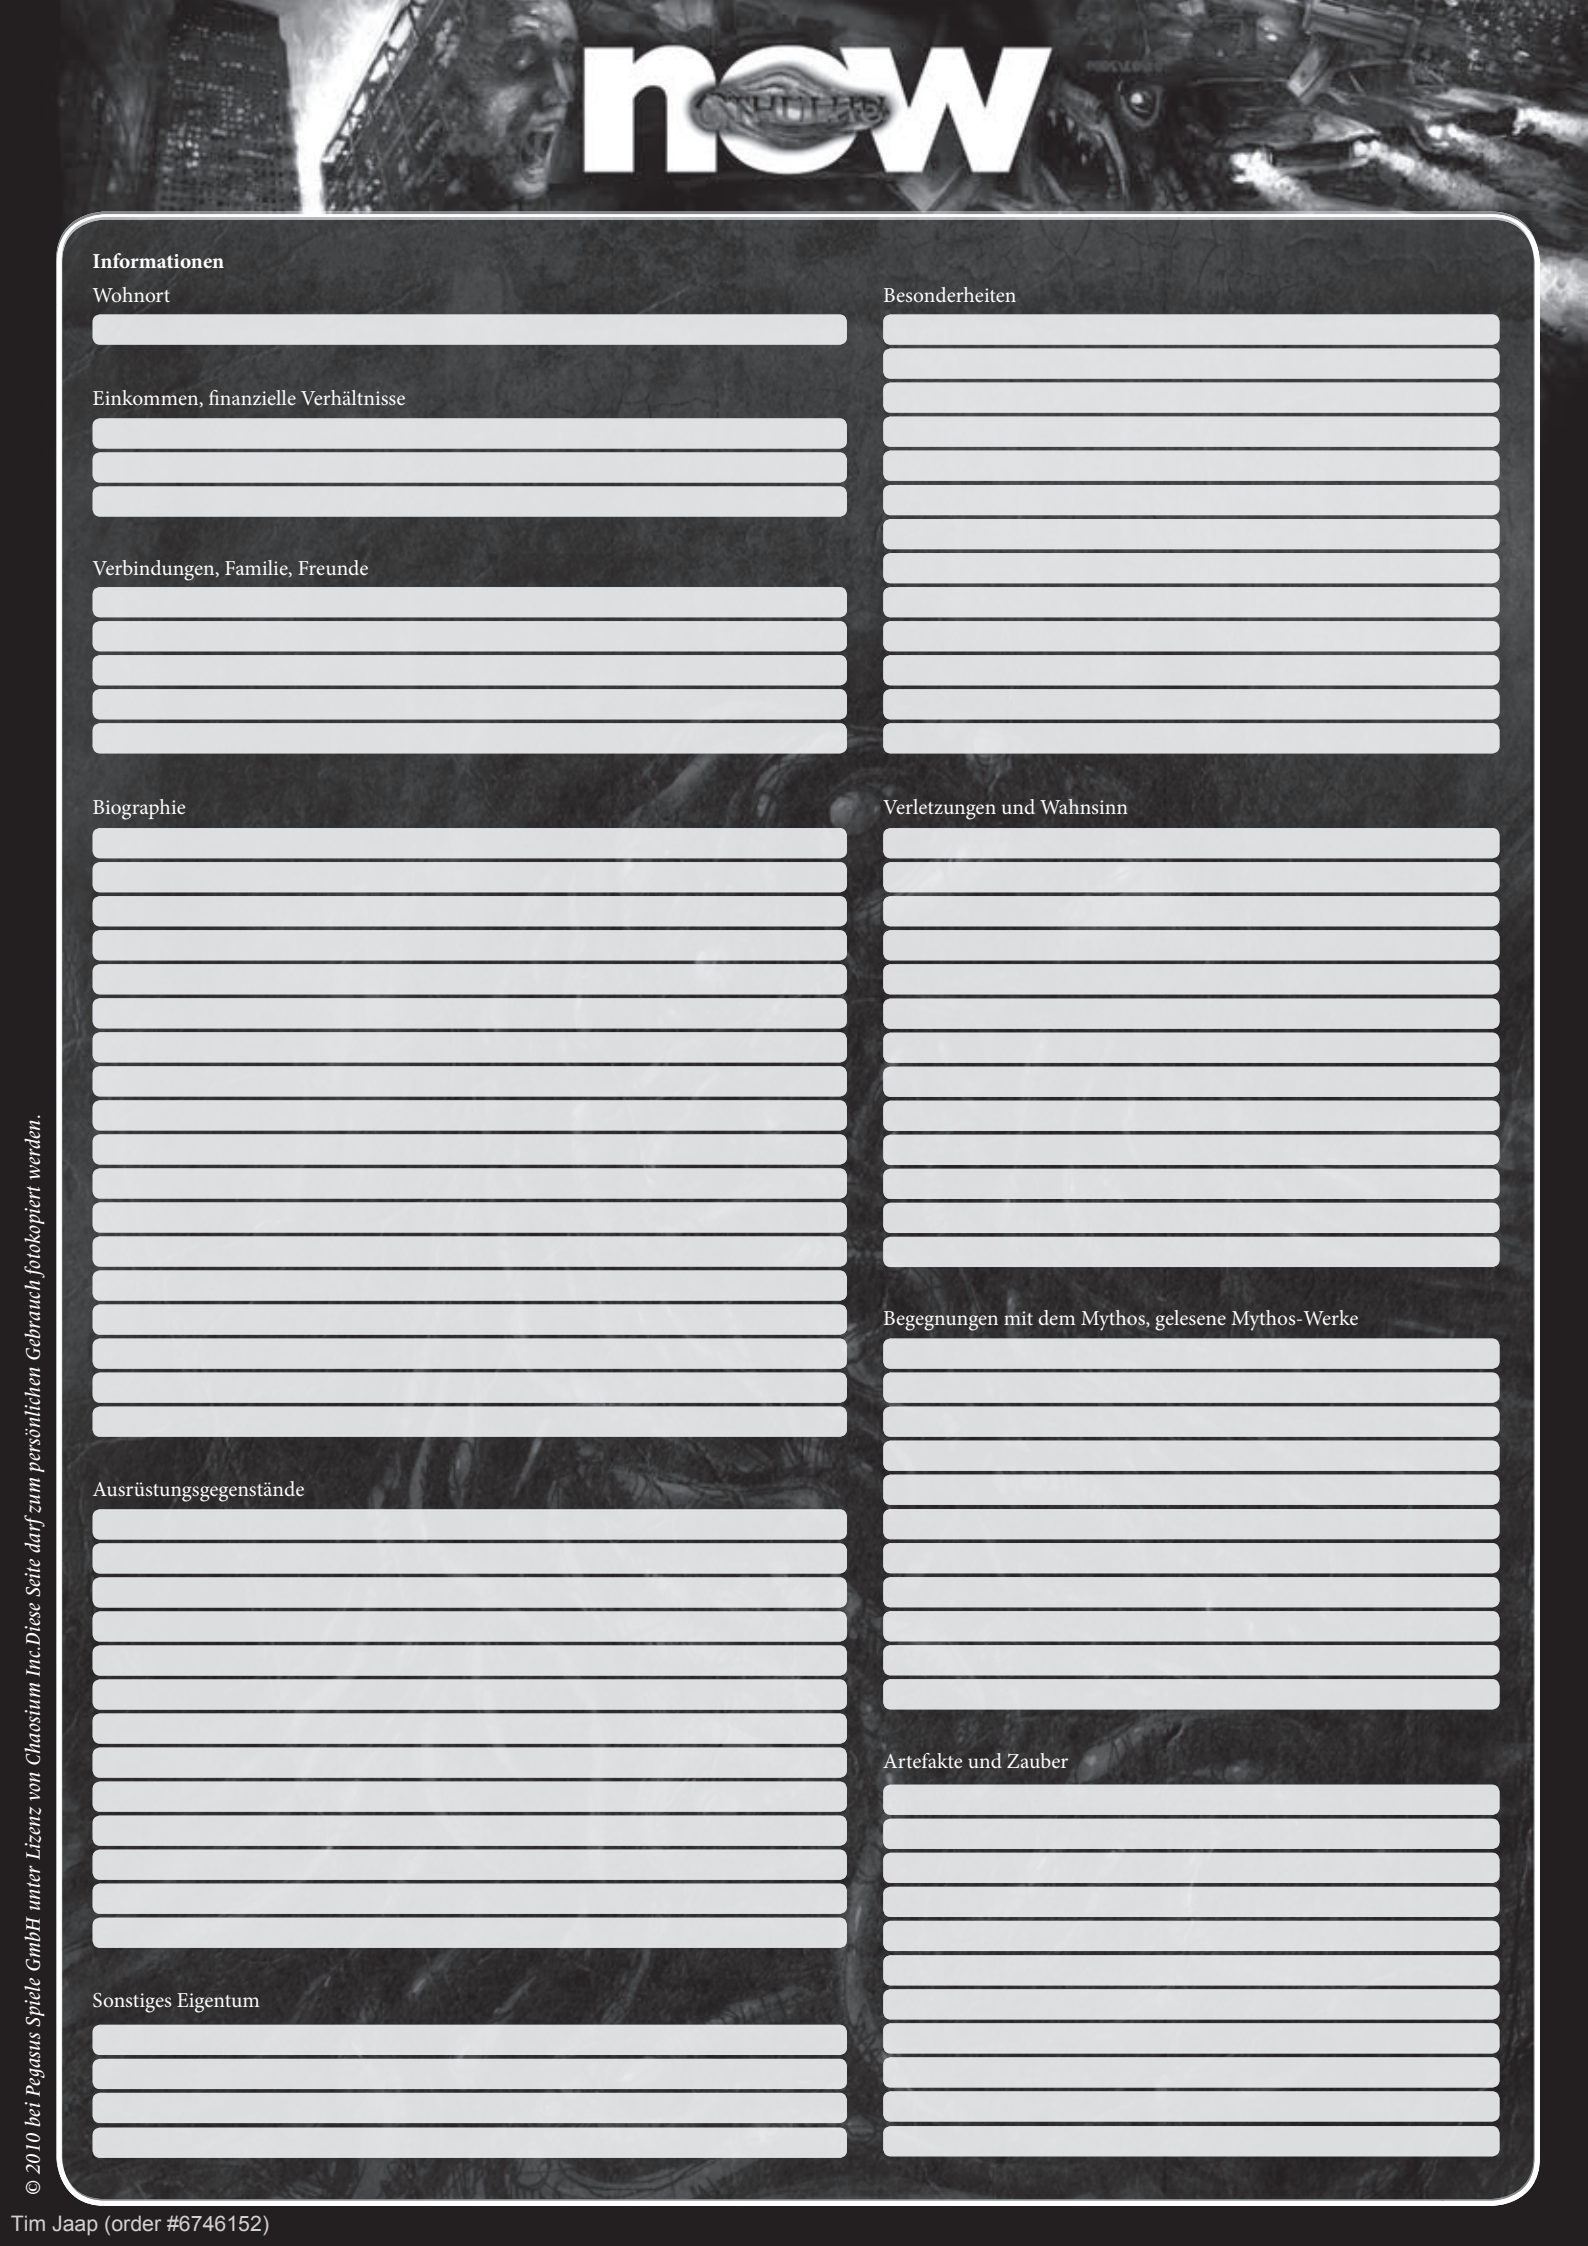 now
CTHULHU
Informationen
Wohnort
Einkommen, finanzielle Verhältnisse
Verbindungen, Familie, Freunde
Biographie
Ausrüstungsgegenstände
Sonstiges Eigentum
Besonderheiten
Verletzungen und Wahnsinn
Begegnungen mit dem Mythos, gelesene Mythos-Werke
Artefakte und Zauber
© 2010 bei Pegasus Spiele GmbH unter Lizenz von Chaosium Inc.Diese Seite darf zum persönlichen Gebrauch fotokopiert werden.
Tim Jaap (order #6746152)